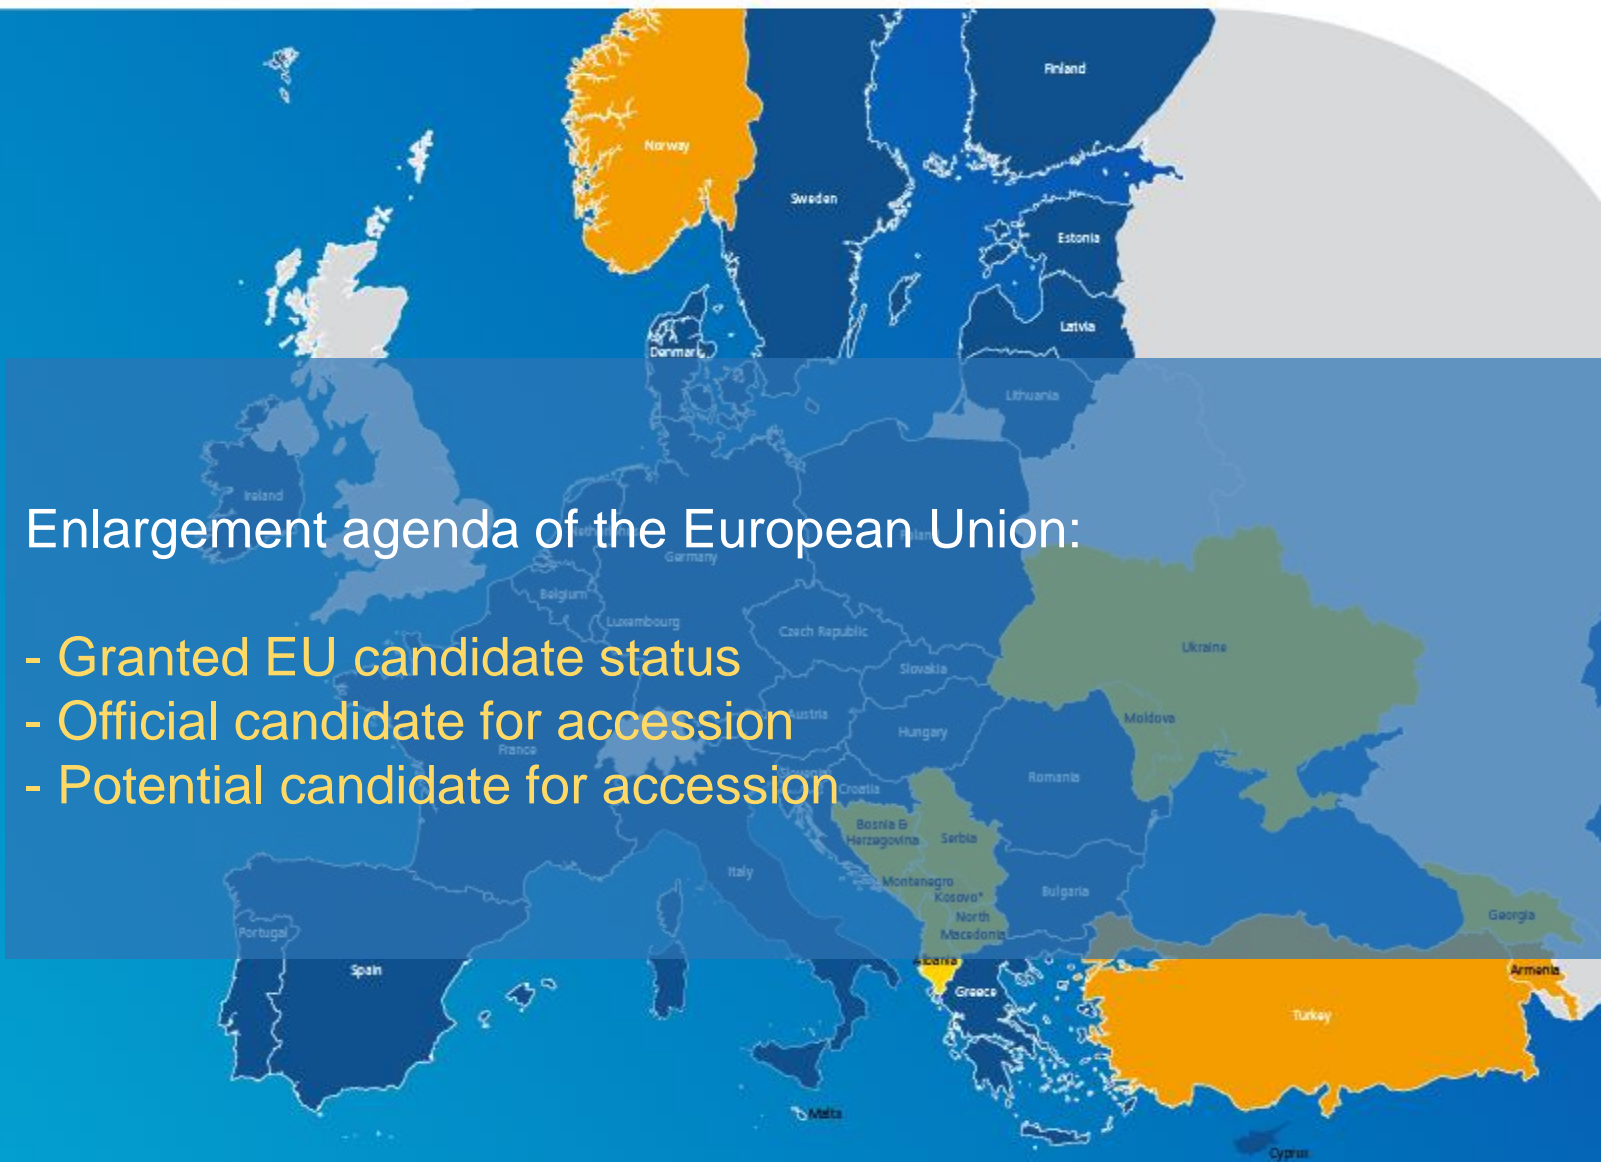 Finland
Norway
Sweden
Estonia
Latvia
Denmark
Lithuania
Ireland
Enlargement agenda of the European Union:
Netherlands
Poland
Germany
Belgium
Luxembourg
Czech Republic
Ukraine
- Granted EU candidate status
Slovakia
- Official candidate for accession
Austria
Moldova
Hungary
France
- Potential candidate for accession
Slovenia
Romania
Croatia
Bosnia &
Herzegovina
Serbia
Italy
Montenegro
Kosovo*
Bulgaria
North
Macedonia
Georgia
Portugal
Albania
Spain
Armenia
Greece
Turkey
Malta
Cyprus